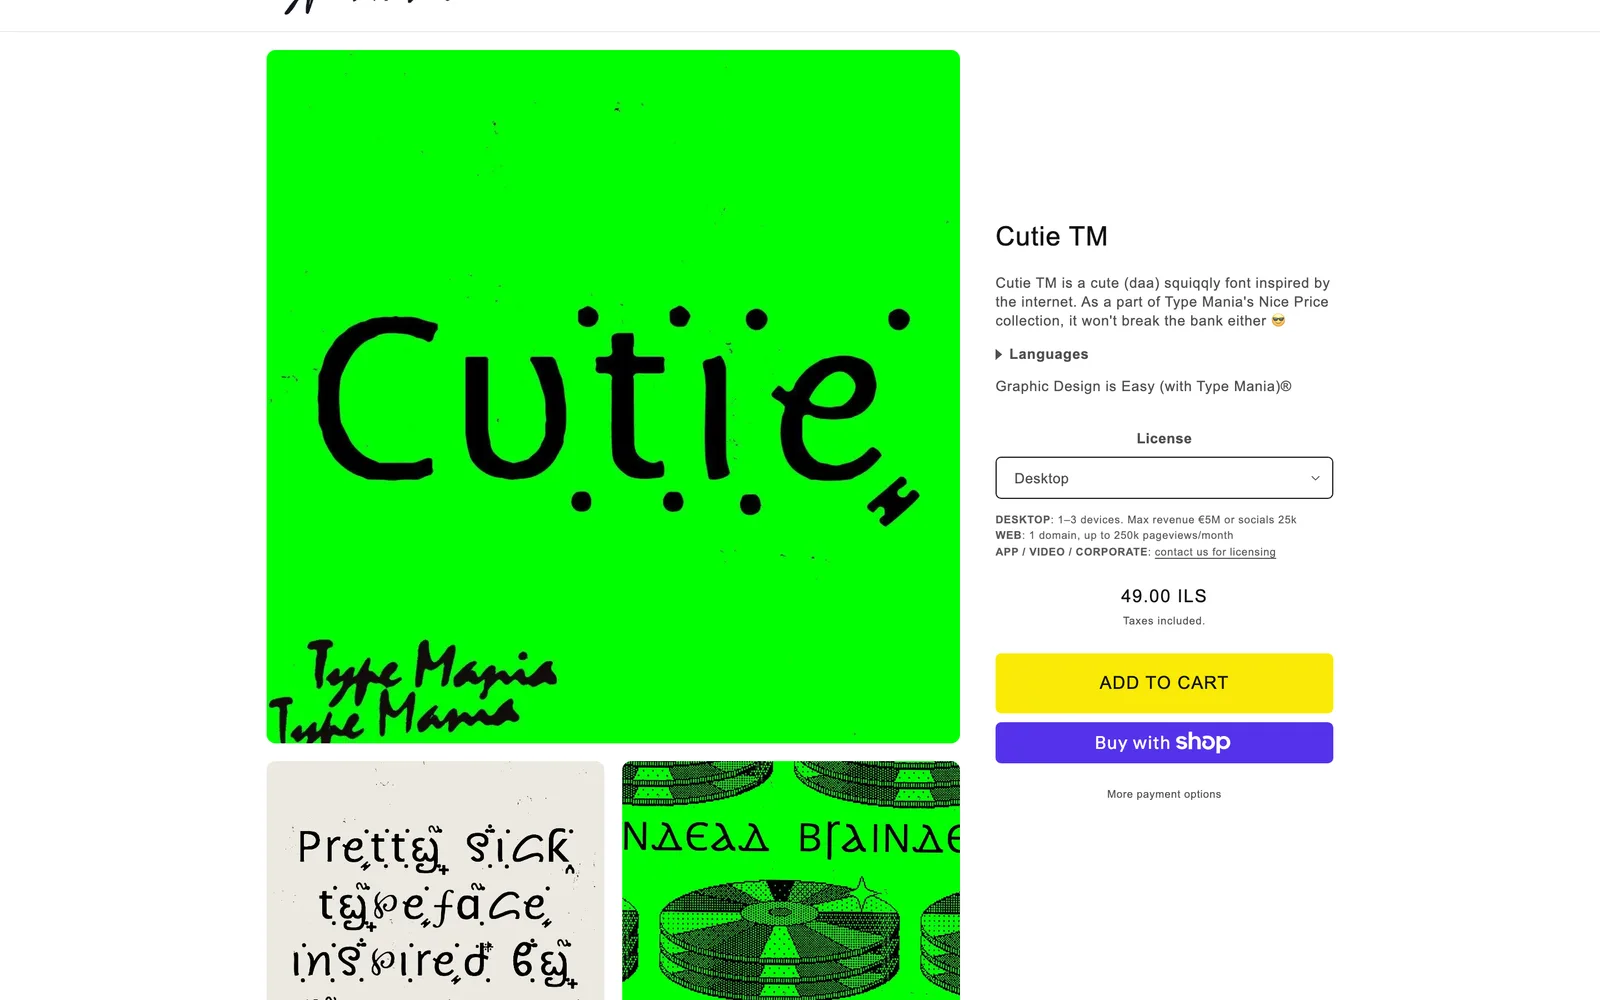 Cutie
Type Mania
Type Mania
Cutie TM
Cutie TM is a cute (daa) squiqqly font inspired by
the internet. As a part of Type Mania's Nice Price
collection, it won't break the bank either 😎
Languages
Graphic Design is Easy (with Type Mania)®
License
Desktop
DESKTOP: 1–3 devices. Max revenue €5M or socials 25k
WEB: 1 domain, up to 250k pageviews/month
APP / VIDEO / CORPORATE: contact us for licensing
49.00 ILS
Taxes included.
ADD TO CART
Buy with shop
More payment options
Pretty sick
typeface
inspired by